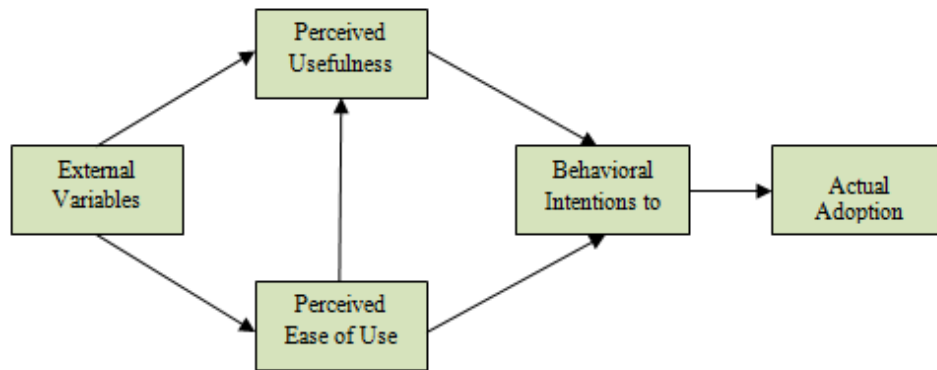 Perceived
Usefulness
External
Variables
Behavioral
Intentions to
Actual
Adoption
Perceived
Ease of Use